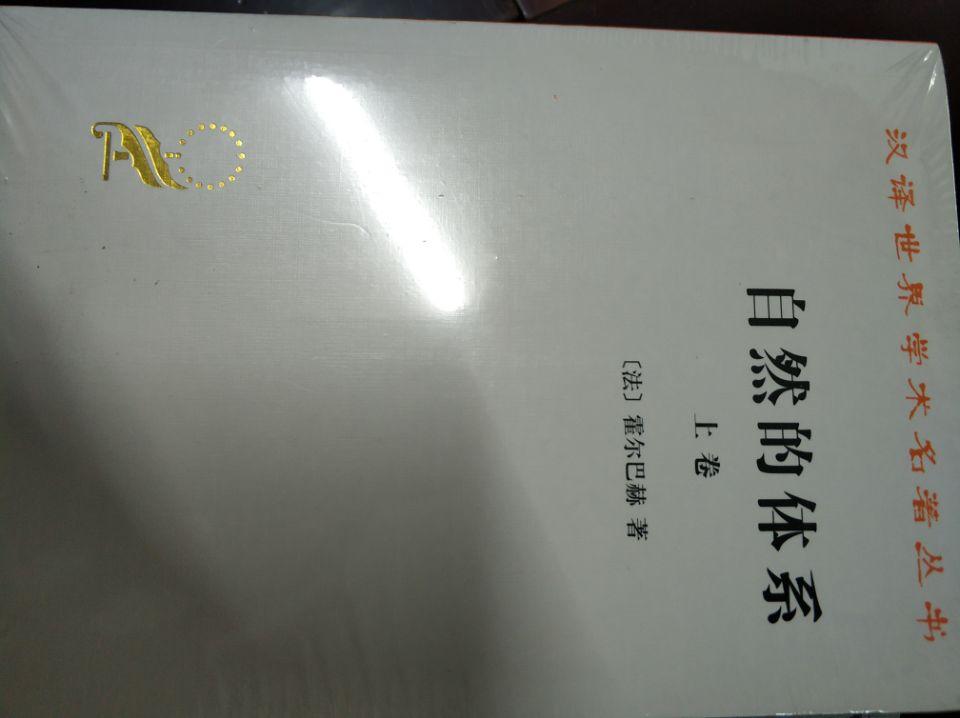 汉译世界学术名著丛书
自然的体系
上卷
〔法〕霍尔巴赫 著